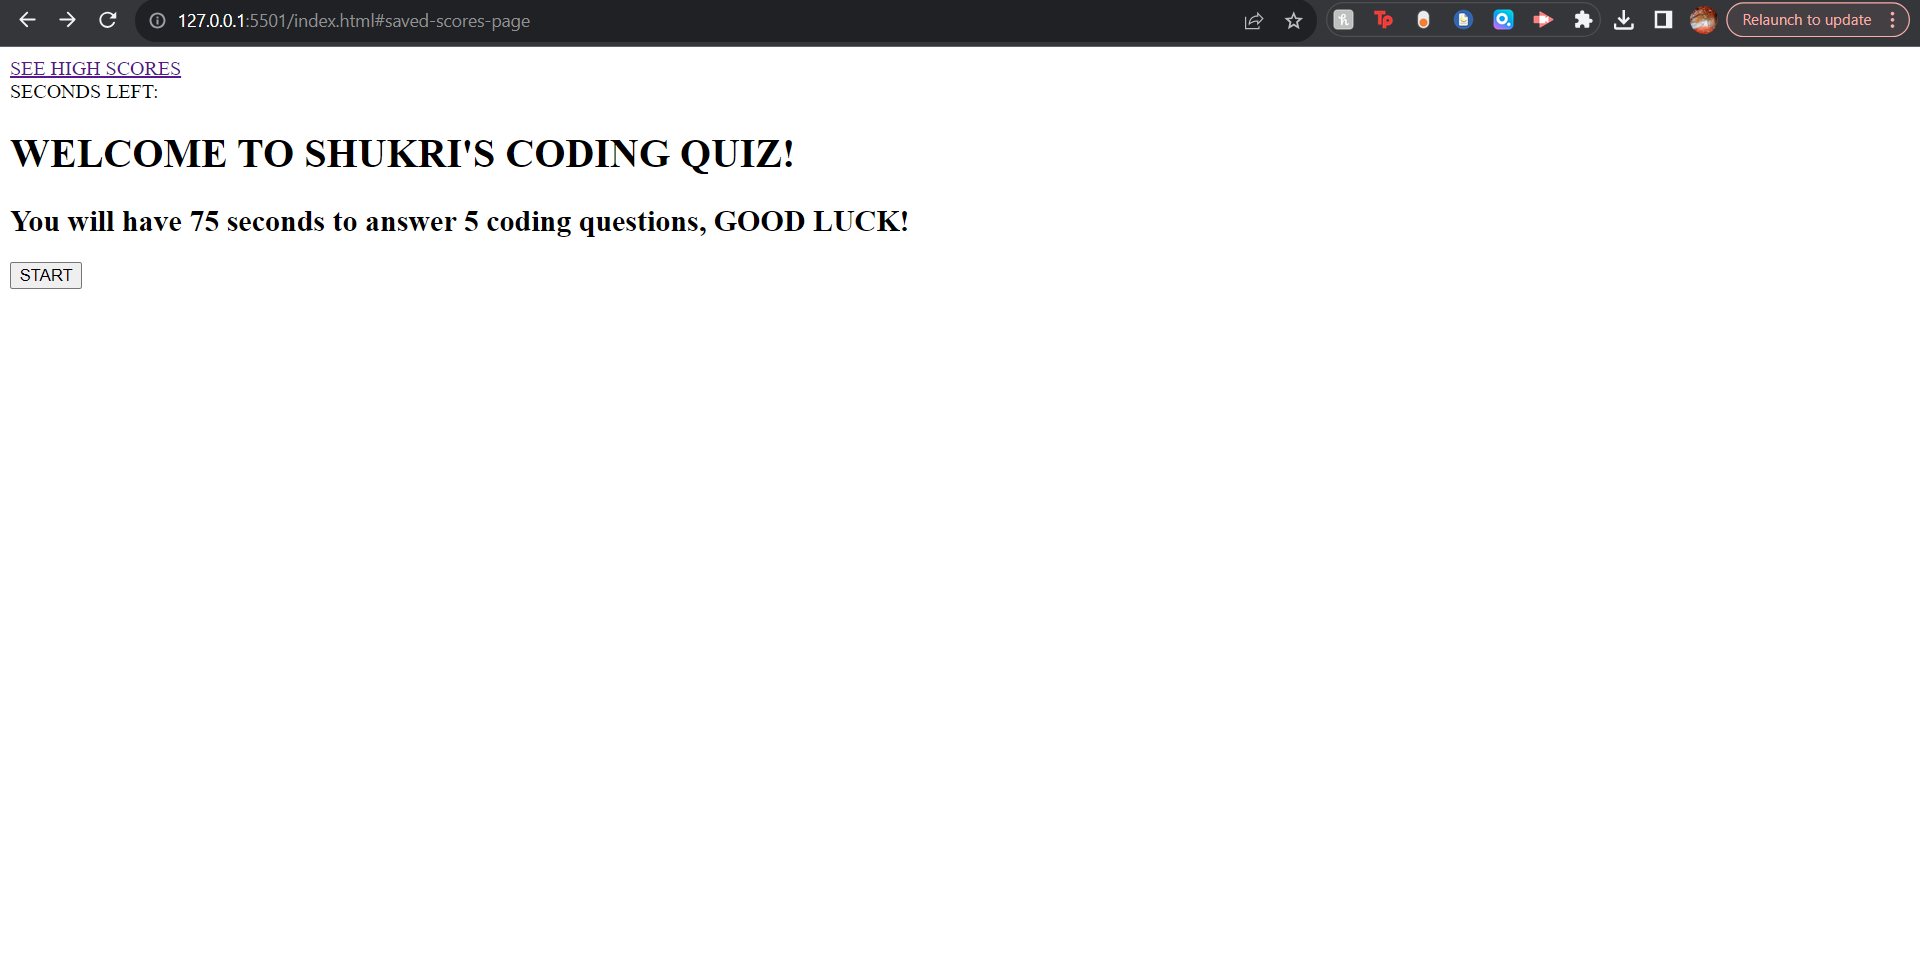 127.0.0.1:5501/index.html#saved-scores-page
Tp
Relaunch to update
SEE HIGH SCORES
SECONDS LEFT:
WELCOME TO SHUKRI'S CODING QUIZ!
You will have 75 seconds to answer 5 coding questions, GOOD LUCK!
START